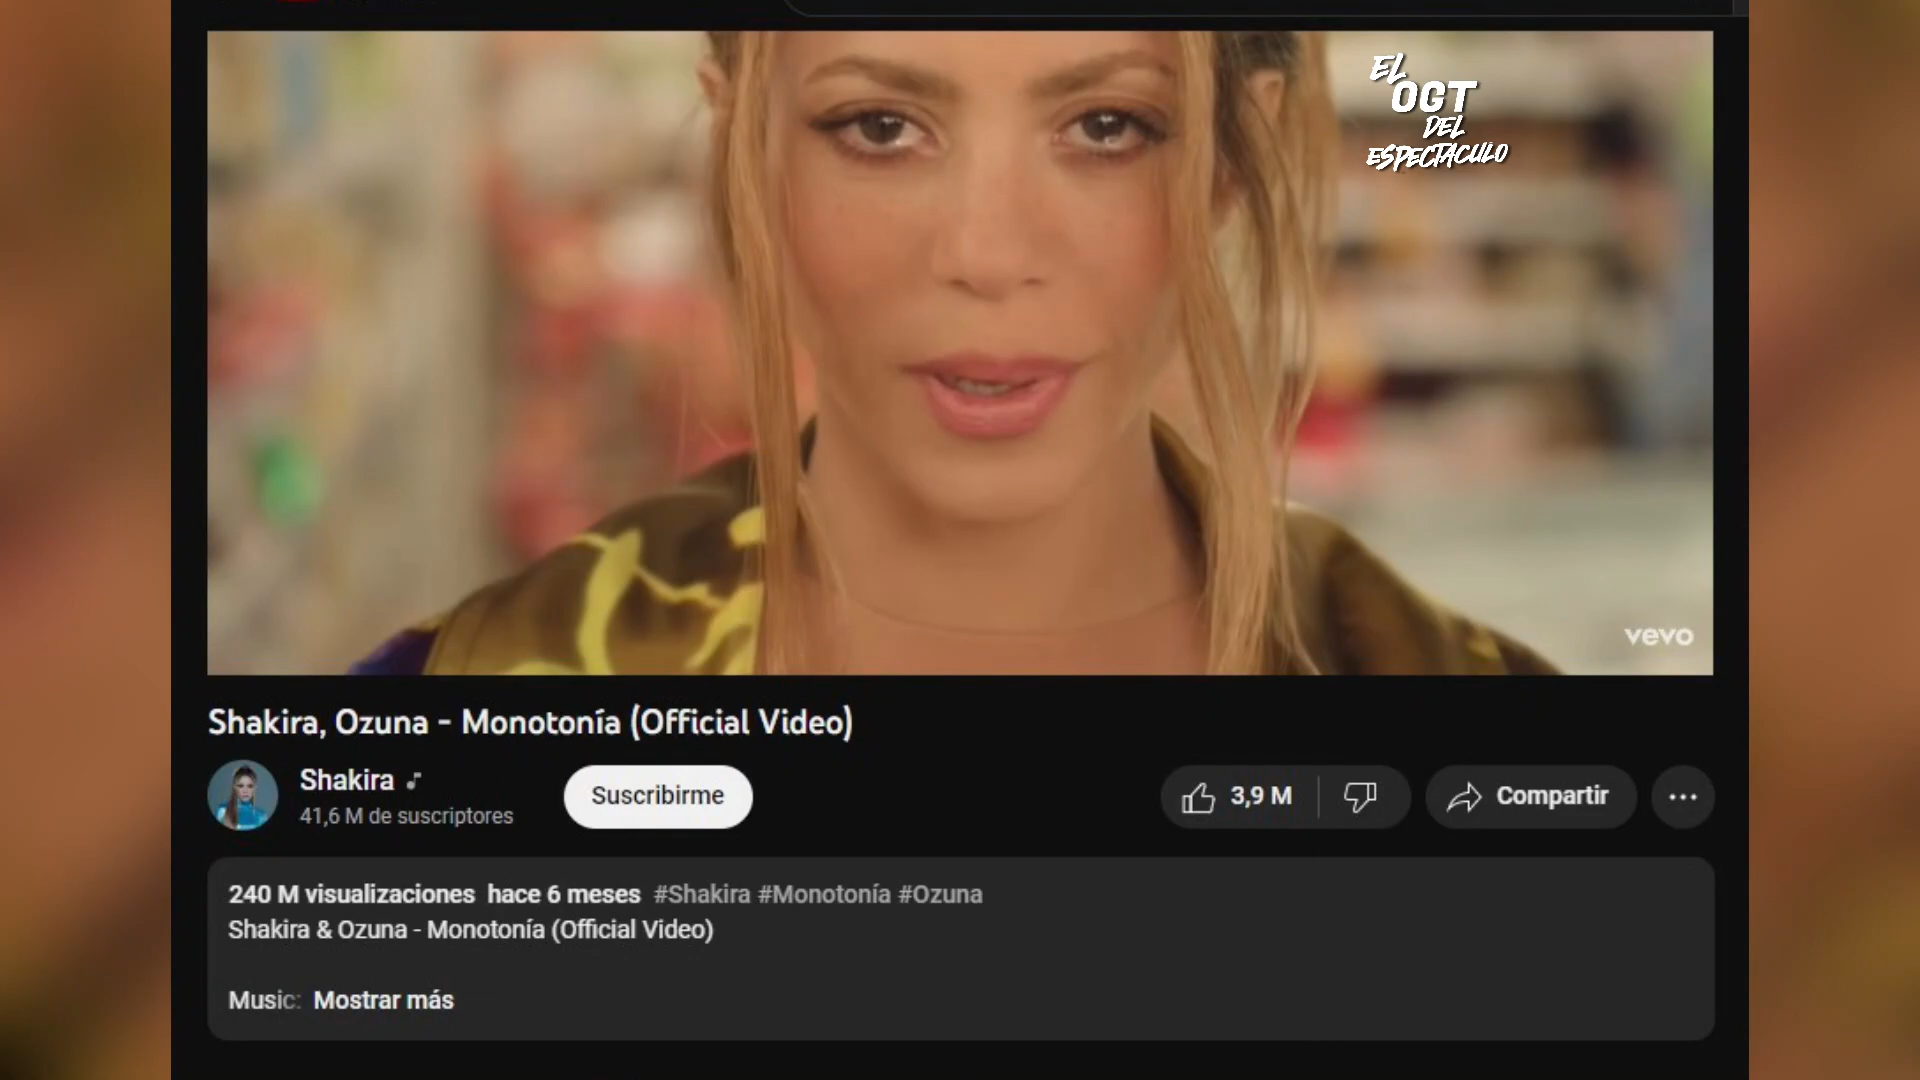 EL
OGT
DEL
ESPECTACULO
vevo
Shakira, Ozuna - Monotonía (Official Video)
Shakira
41,6 M de suscriptores
Suscribirme
3,9 M
Compartir
240 M visualizaciones hace 6 meses #Shakira #Monotonía #Ozuna
Shakira & Ozuna - Monotonía (Official Video)
Music: Mostrar más